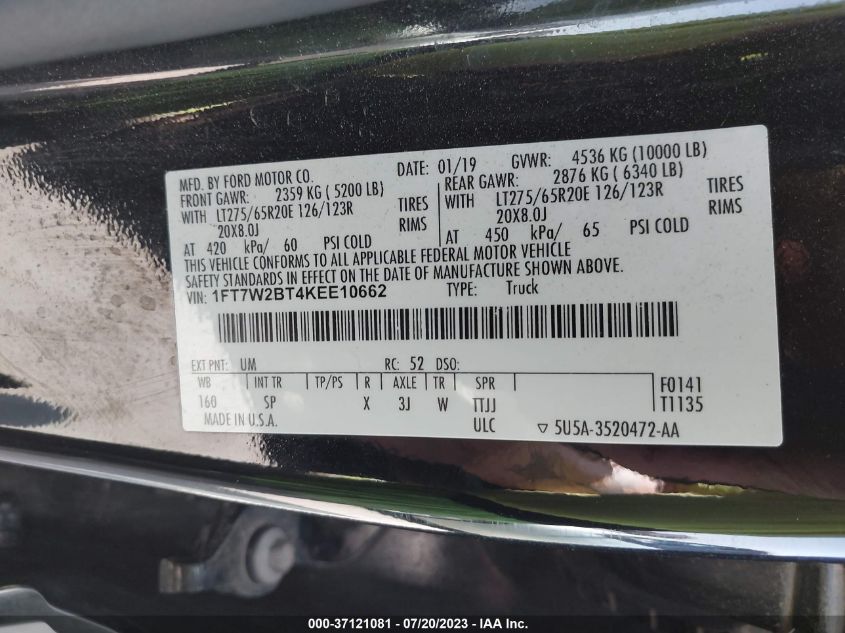 MFD. BY FORD MOTOR CO. DATE: 01/19 GVWR: 4536 KG (10000 LB)
FRONT GAWR: 2359 KG ( 5200 LB) REAR GAWR: 2876 KG ( 6340 LB)
WITH LT275/65R20E 126/123R TIRES WITH LT275/65R20E 126/123R TIRES
20X8.0J RIMS 20X8.0J RIMS
AT 420 kPa/ 60 PSI COLD AT 450 kPa/ 65 PSI COLD
THIS VEHICLE CONFORMS TO ALL APPLICABLE FEDERAL MOTOR VEHICLE
SAFETY STANDARDS IN EFFECT ON THE DATE OF MANUFACTURE SHOWN ABOVE.
VIN: 1FT7W2BT4KEE10662 TYPE: Truck
EXT PNT: UM RC: 52 DSO:
WB INT TR TP/PS R AXLE TR SPR F0141
160 SP X 3J W TTJJ T1135
MADE IN U.S.A. ULC ▽ 5U5A-3520472-AA
000-37121081 - 07/20/2023 - IAA Inc.